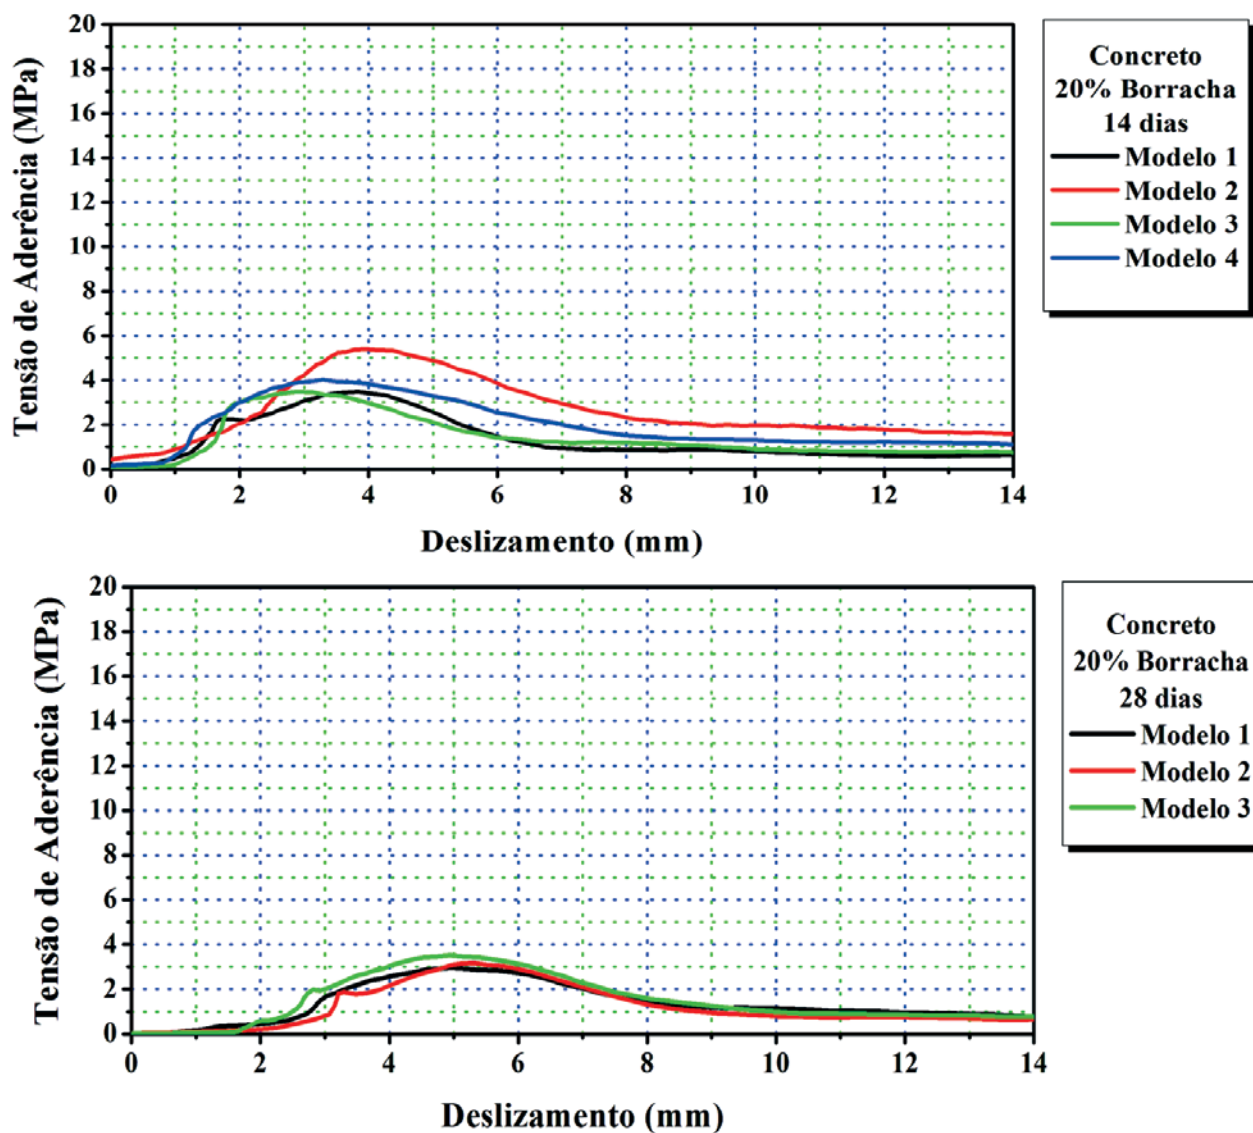 Tensão de Aderência (MPa)
20
18
16
14
12
10
8
6
4
2
0
0 2 4 6 8 10 12 14
Deslizamento (mm)
Concreto
20% Borracha
14 dias
Modelo 1
Modelo 2
Modelo 3
Modelo 4
Tensão de Aderência (MPa)
20
18
16
14
12
10
8
6
4
2
0
0 2 4 6 8 10 12 14
Deslizamento (mm)
Concreto
20% Borracha
28 dias
Modelo 1
Modelo 2
Modelo 3